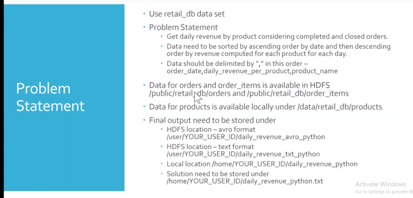 Problem
Statement
Use retail_db data set
Problem Statement
Get daily revenue by product considering completed and closed orders.
Data need to be sorted by ascending order by date and then descending
order by revenue computed for each product for each day.
Data should be delimited by "," in this order –
order_date,daily_revenue_per_product,product_name
Data for orders and order_items is available in HDFS
/public/retail_db/orders and /public/retail_db/order_items
Data for products is available locally under /data/retail_db/products
Final output need to be stored under
HDFS location – avro format
/user/YOUR_USER_ID/daily_revenue_avro_python
HDFS location – text format
/user/YOUR_USER_ID/daily_revenue_txt_python
Local location /home/YOUR_USER_ID/daily_revenue_python
Solution need to be stored under
/home/YOUR_USER_ID/daily_revenue_python.txt
Activate Windows
Go to Settings to activate W